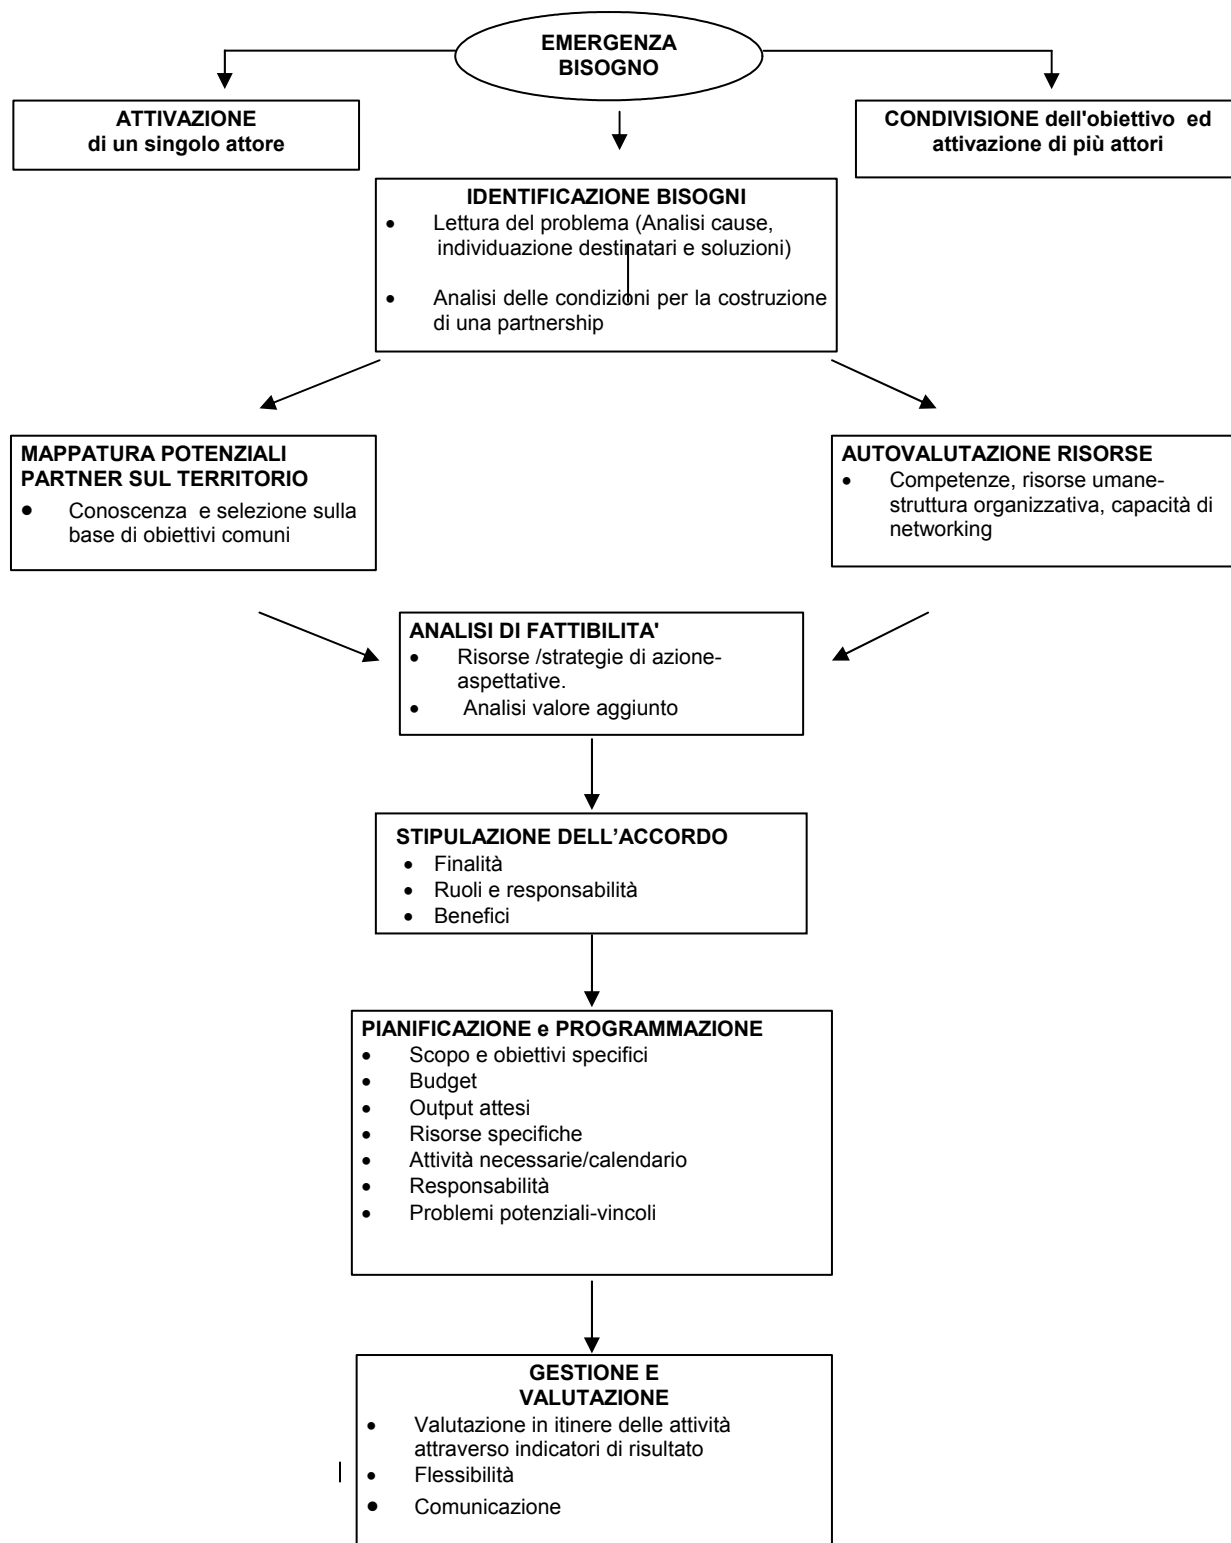 EMERGENZA
BISOGNO
ATTIVAZIONE
di un singolo attore
CONDIVISIONE dell'obiettivo ed
attivazione di più attori
IDENTIFICAZIONE BISOGNI
• Lettura del problema (Analisi cause,
individuazione destinatari e soluzioni)
• Analisi delle condizioni per la costruzione
di una partnership
MAPPATURA POTENZIALI
PARTNER SUL TERRITORIO
• Conoscenza e selezione sulla
base di obiettivi comuni
AUTOVALUTAZIONE RISORSE
• Competenze, risorse umane-
struttura organizzativa, capacità di
networking
ANALISI DI FATTIBILITA'
• Risorse /strategie di azione-
aspettative.
• Analisi valore aggiunto
STIPULAZIONE DELL’ACCORDO
• Finalità
• Ruoli e responsabilità
• Benefici
PIANIFICAZIONE e PROGRAMMAZIONE
• Scopo e obiettivi specifici
• Budget
• Output attesi
• Risorse specifiche
• Attività necessarie/calendario
• Responsabilità
• Problemi potenziali-vincoli
GESTIONE E
VALUTAZIONE
• Valutazione in itinere delle attività
attraverso indicatori di risultato
• Flessibilità
• Comunicazione